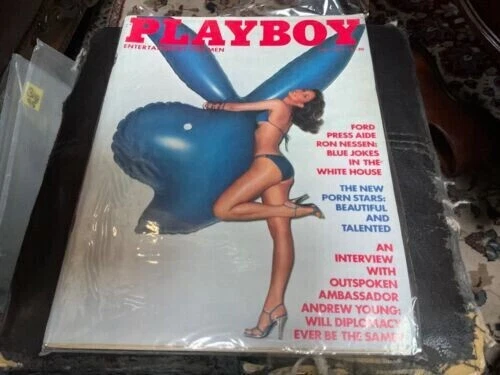 PLAYBOY
ENTERTAINMENT MEN
FORD
PRESS AIDE
RON NESSEN:
BLUE JOKES
IN THE
WHITE HOUSE
THE NEW
PORN STARS:
BEAUTIFUL
AND
TALENTED
AN
INTERVIEW
WITH
OUTSPOKEN
AMBASSADOR
ANDREW YOUNG:
WILL DIPLOMACY
EVER BE THE SAME?